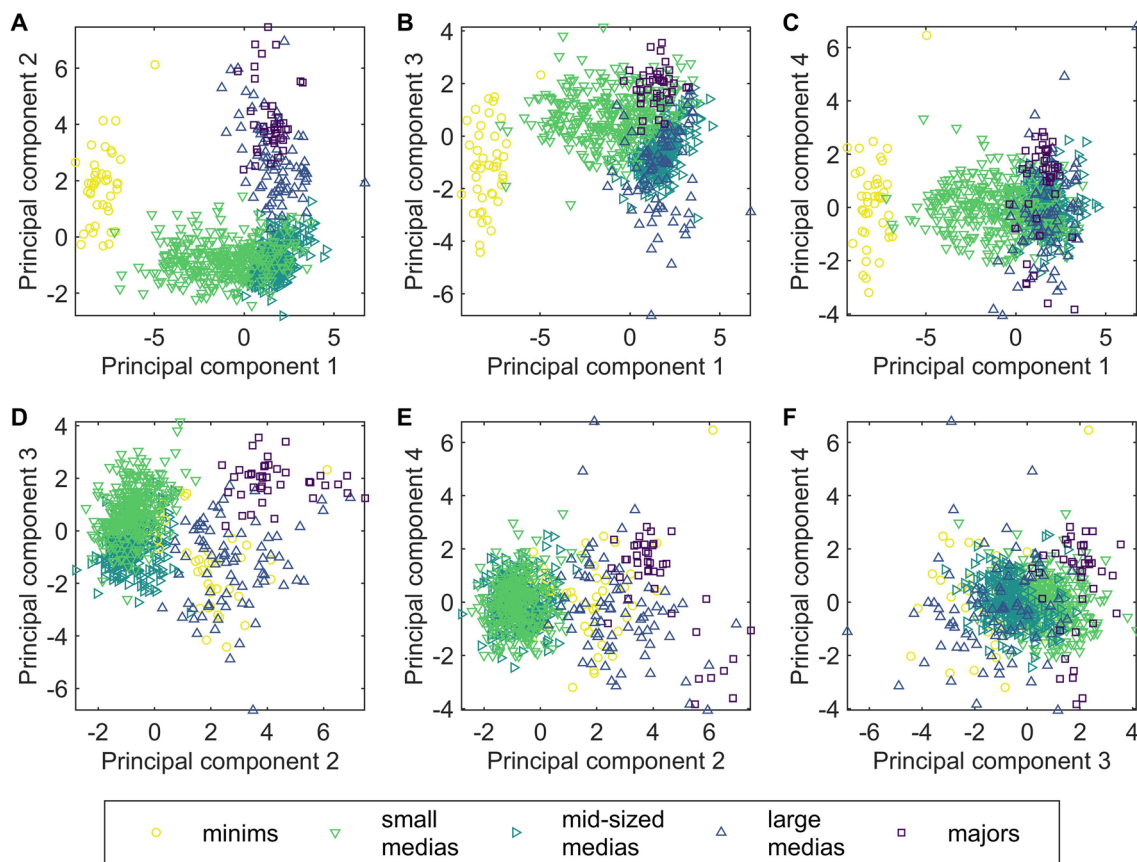 A
B
C
Principal component 2
6
4
2
0
-2
-5
0
5
Principal component 1
Principal component 3
4
2
0
-2
-4
-6
-5
0
5
Principal component 1
Principal component 4
6
4
2
0
-2
-4
-5
0
5
Principal component 1
D
E
F
Principal component 3
4
2
0
-2
-4
-6
-2
0
2
4
6
Principal component 2
Principal component 4
6
4
2
0
-2
-4
-2
0
2
4
6
Principal component 2
Principal component 4
6
4
2
0
-2
-4
-6
-4
-2
0
2
4
Principal component 3
minims
small
medias
mid-sized
medias
large
medias
majors